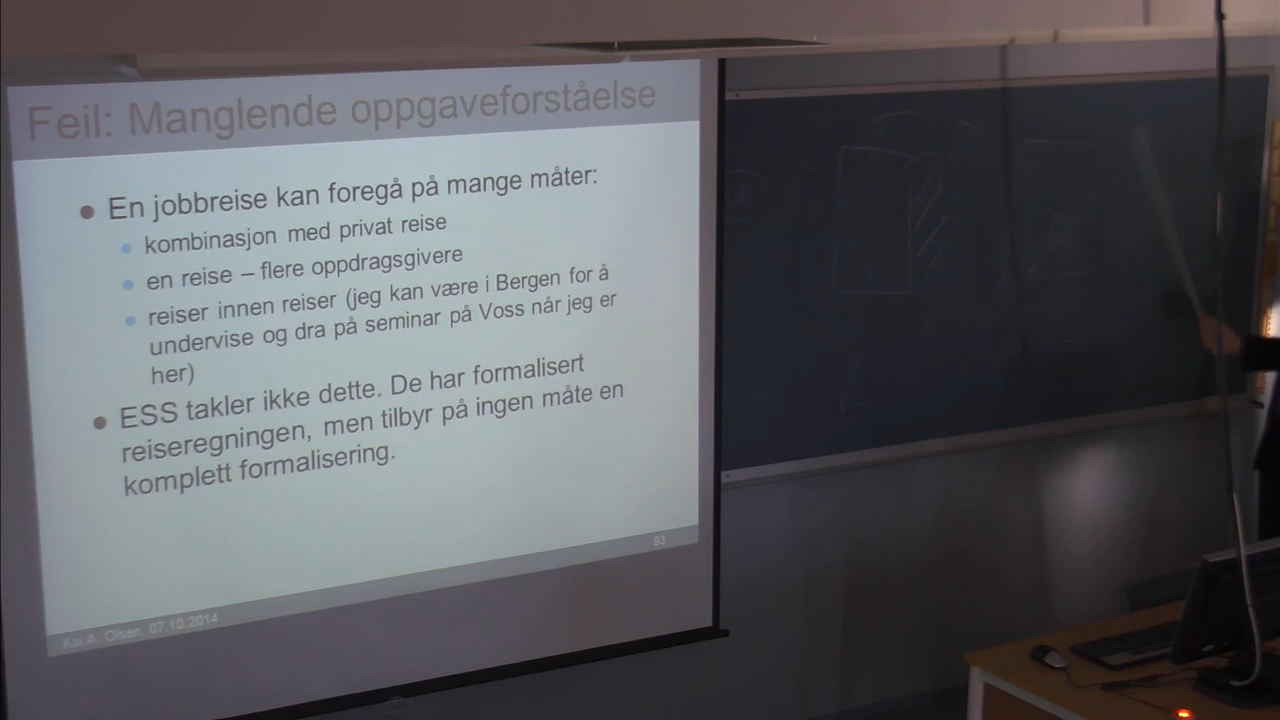 Feil: Manglende oppgaveforståelse
En jobbreise kan foregå på mange måter:
kombinasjon med privat reise
en reise – flere oppdragsgivere
reiser innen reiser (jeg kan være i Bergen for å
undervise og dra på seminar på Voss når jeg er
her)
ESS takler ikke dette. De har formalisert
reiseregningen, men tilbyr på ingen måte en
komplett formalisering.
93
Kai A. Olsen, 07.10.2014